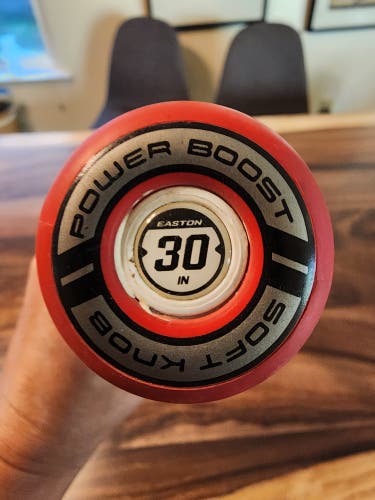 POWER BOOST
EASTON
30
IN
SOFT KNOB